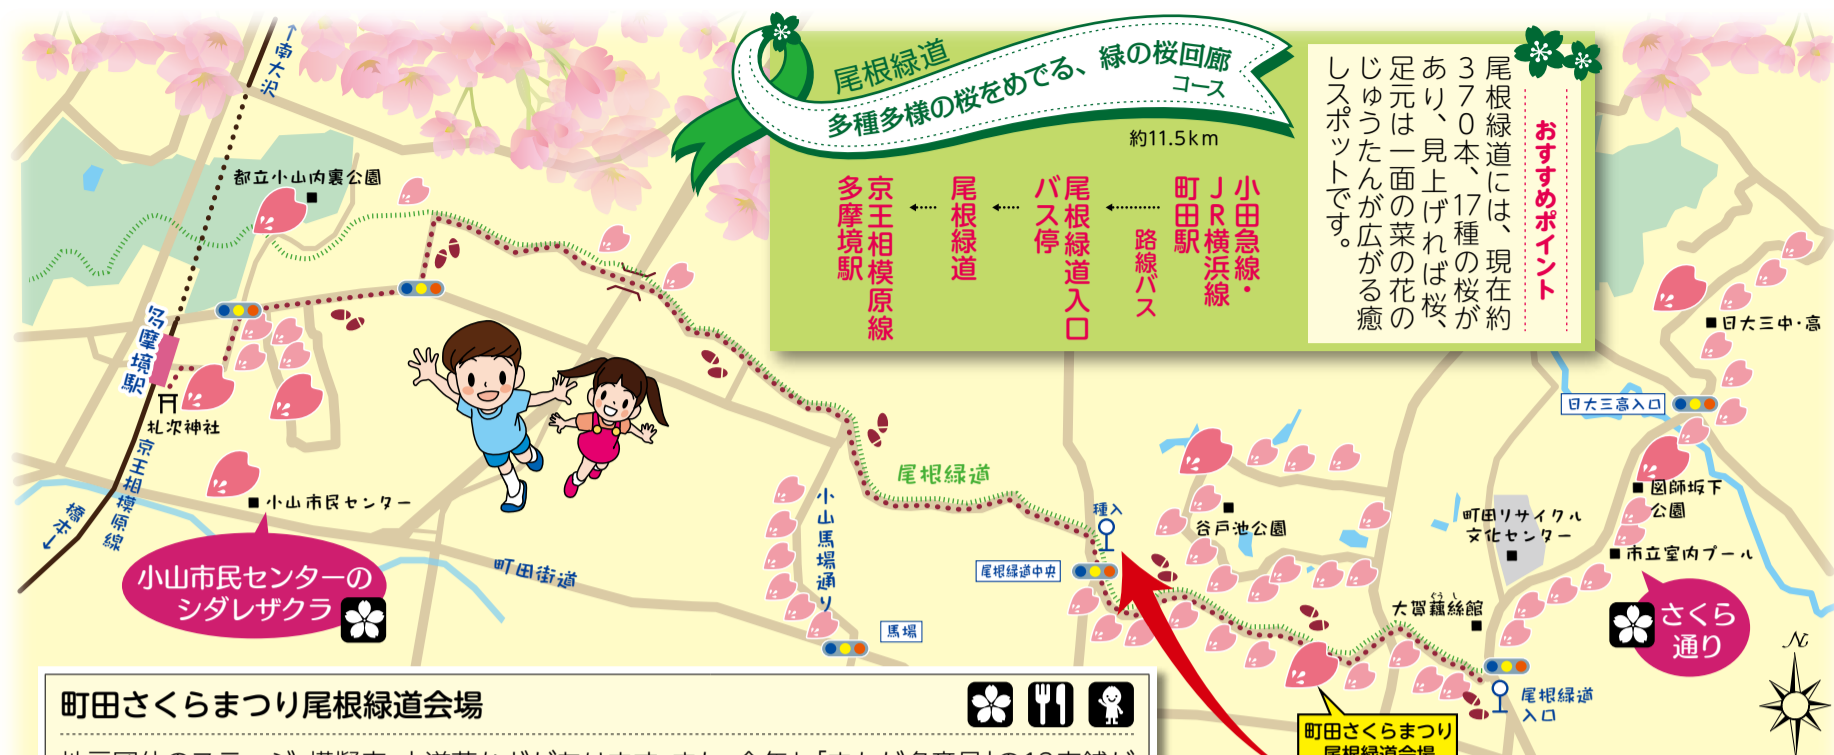 尾根緑道
多種多様の桜をめでる、緑の桜回廊
コース
約11.5km
小田急線・
JR横浜線
町田駅
路線バス
尾根緑道入口
バス停
尾根緑道
京王相模原線
多摩境駅
おすすめポイント
尾根緑道には、現在約
370本、17種の桜が
あり、見上げれば桜、
足元は一面の菜の花の
じゅうたんが広がる癒
しスポットです。
↑南大沢
都立小山内裏公園
多摩境駅
札次神社
京王相模原線
橋本→
小山市民センター
小山市民センターの
シダレザクラ
町田街道
小山馬場通り
馬場
尾根緑道
種入
尾根緑道中央
谷戸池公園
日大三中・高
日大三高入口
図師坂下
公園
町田リサイクル
文化センター
市立室内プール
さくら
通り
ぐうし
大賀藕絲館
尾根緑道
入口
N
町田さくらまつり
尾根緑道会場
町田さくらまつり尾根緑道会場